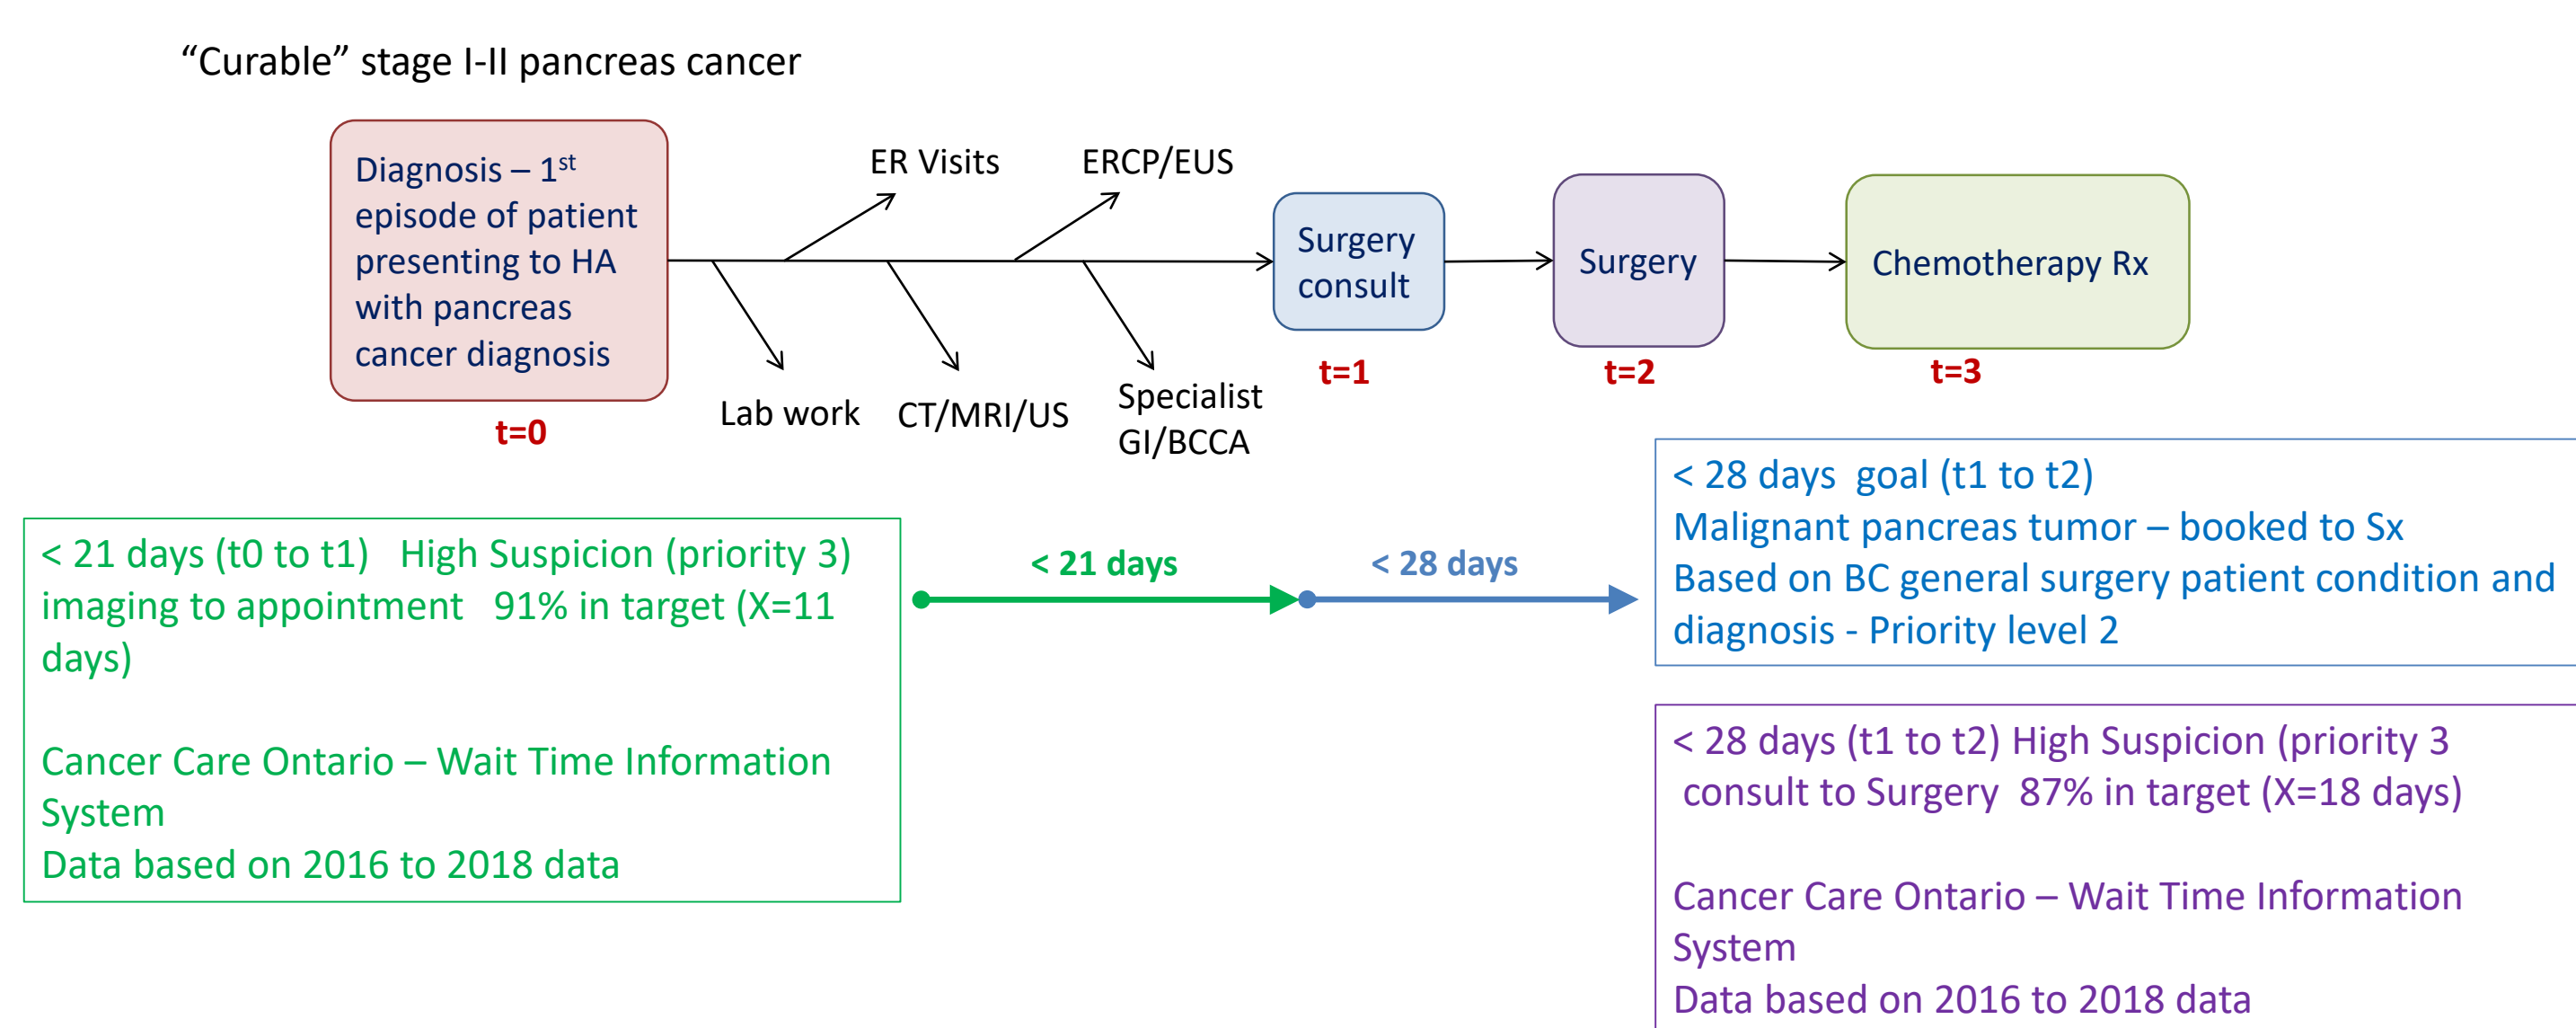 “Curable” stage I-II pancreas cancer
Diagnosis – 1st
episode of patient
presenting to HA
with pancreas
cancer diagnosis
t=0
ER Visits
ERCP/EUS
Lab work
CT/MRI/US
Specialist
GI/BCCA
Surgery
consult
t=1
Surgery
t=2
Chemotherapy Rx
t=3
< 21 days (t0 to t1)   High Suspicion (priority 3)
imaging to appointment   91% in target (X=11
days)
Cancer Care Ontario – Wait Time Information
System
Data based on 2016 to 2018 data
< 21 days
< 28 days
< 28 days  goal (t1 to t2)
Malignant pancreas tumor – booked to Sx
Based on BC general surgery patient condition and
diagnosis - Priority level 2
< 28 days (t1 to t2) High Suspicion (priority 3
consult to Surgery  87% in target (X=18 days)
Cancer Care Ontario – Wait Time Information
System
Data based on 2016 to 2018 data